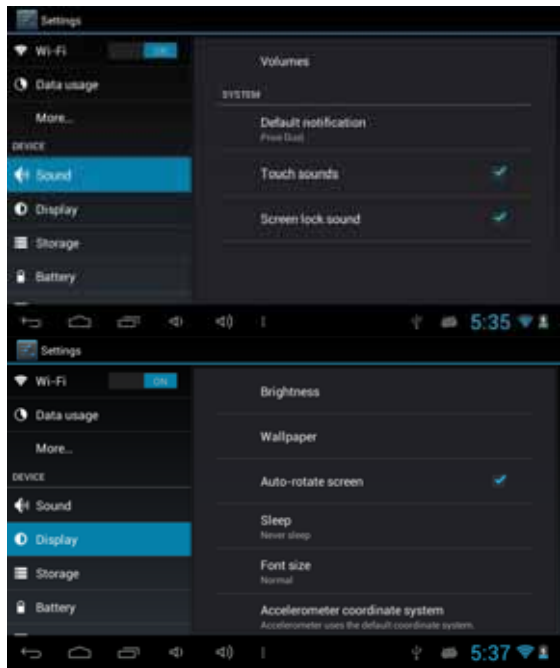 Settings
Wi-Fi
ON
Volumes
Data usage
SYSTEM
More...
Default notification
DEVICE
Sound
Touch sounds
Display
Screen lock sound
Storage
Battery
5:35
Settings
Wi-Fi
ON
Brightness
Data usage
Wallpaper
More...
DEVICE
Auto-rotate screen
Sound
Sleep
Never sleep
Display
Font size
Normal
Storage
Battery
Accelerometer coordinate system
Accelerometer uses the default coordinate system.
5:37